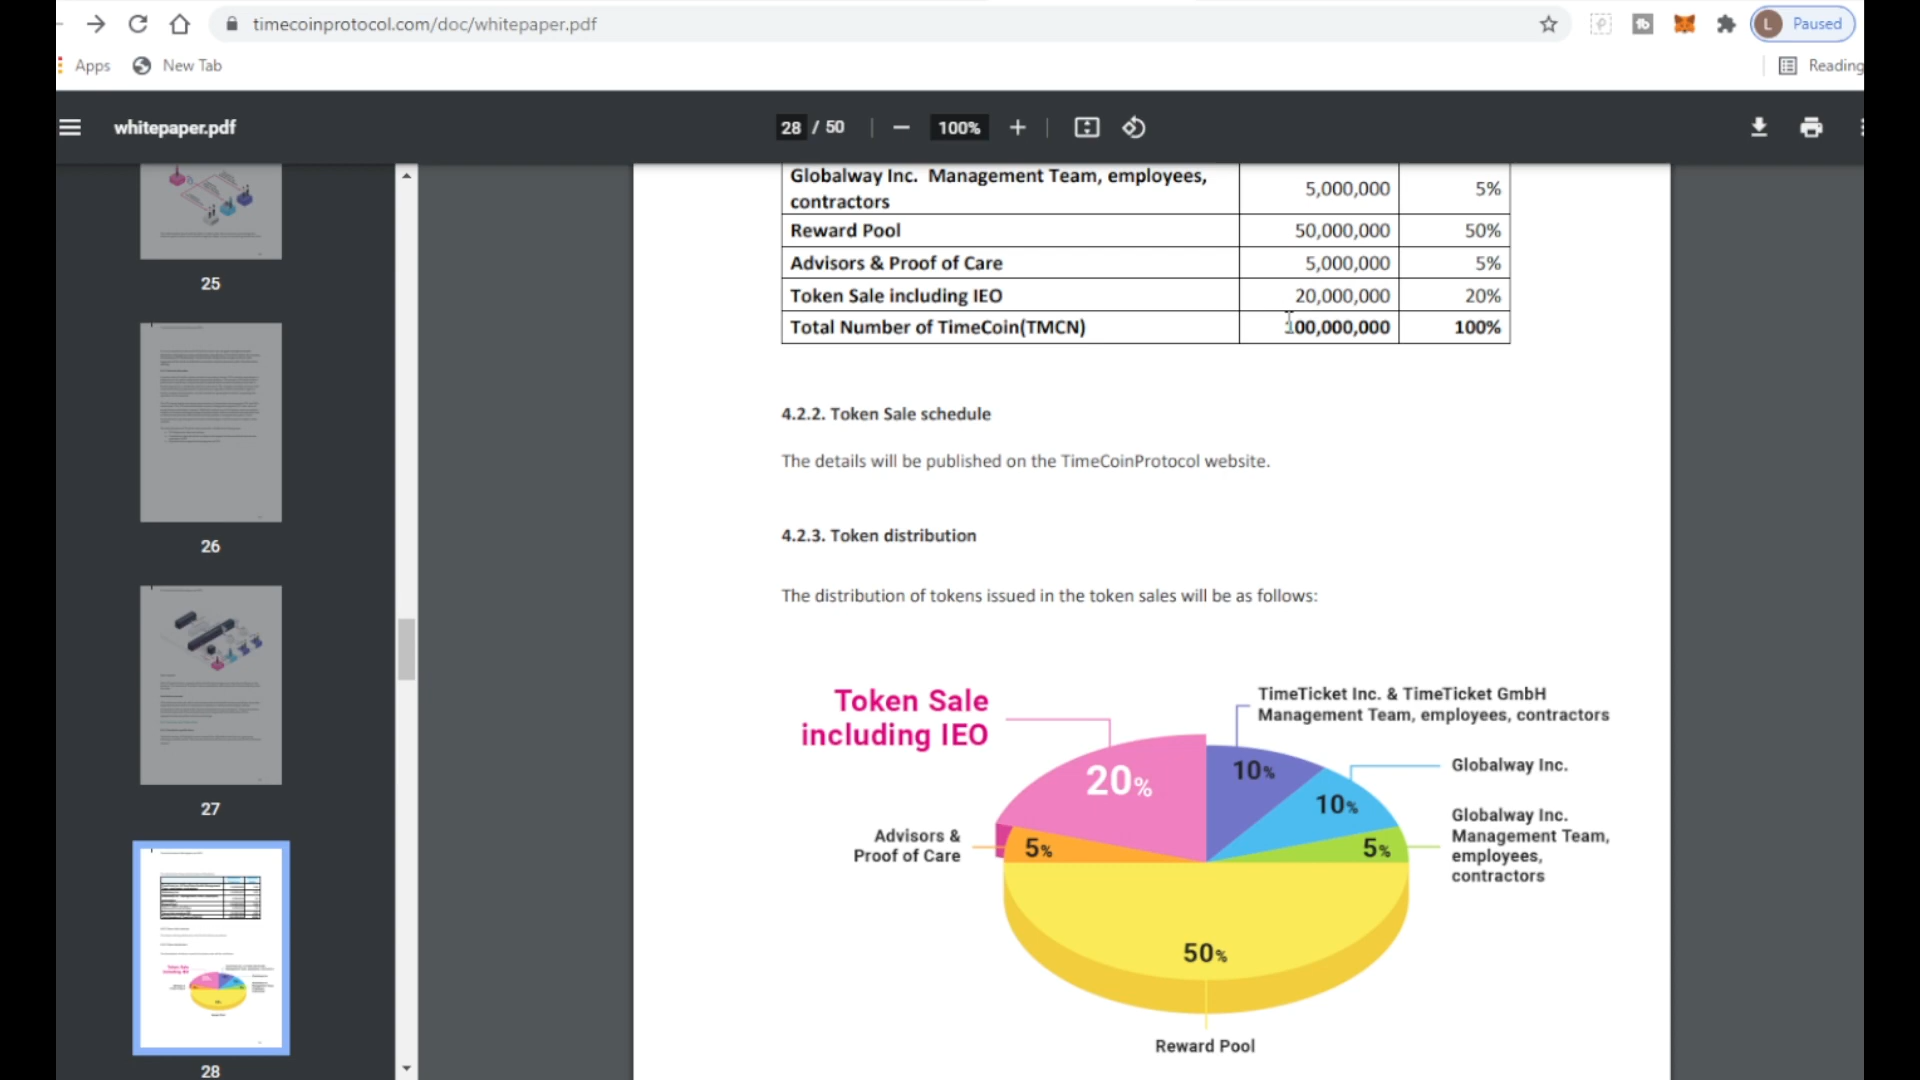 timecoinprotocol.com/doc/whitepaper.pdf
L Paused
Apps New Tab
Reading
whitepaper.pdf
28 / 50
100%
25
26
27
28
Globalway Inc. Management Team, employees,
contractors 5,000,000 5%
Reward Pool 50,000,000 50%
Advisors & Proof of Care 5,000,000 5%
Token Sale including IEO 20,000,000 20%
Total Number of TimeCoin(TMCN) 100,000,000 100%
4.2.2. Token Sale schedule
The details will be published on the TimeCoinProtocol website.
4.2.3. Token distribution
The distribution of tokens issued in the token sales will be as follows:
Token Sale
including IEO
20%
TimeTicket Inc. & TimeTicket GmbH
Management Team, employees, contractors
10%
Globalway Inc.
10%
Globalway Inc.
Management Team,
employees,
contractors
5%
Advisors &
Proof of Care
5%
50%
Reward Pool